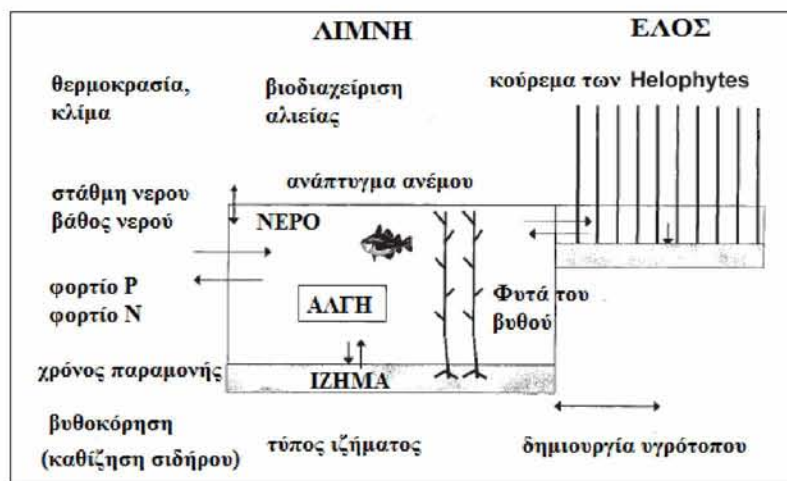 ΛΙΜΝΗ
ΕΛΟΣ
θερμοκρασία,
κλίμα
βιοδιαχείριση
αλιείας
κούρεμα των Helophytes
στάθμη νερου
βάθος νερού
ανάπτυγμα ανέμου
ΝΕΡΟ
φορτίο P
φορτίο N
ΑΛΓΗ
Φυτά του
βυθού
χρόνος παραμονής
ΙΖΗΜΑ
βυθοκόρηση
(καθίζηση σιδήρου)
τύπος ιζήματος
δημιουργία υγρότοπου